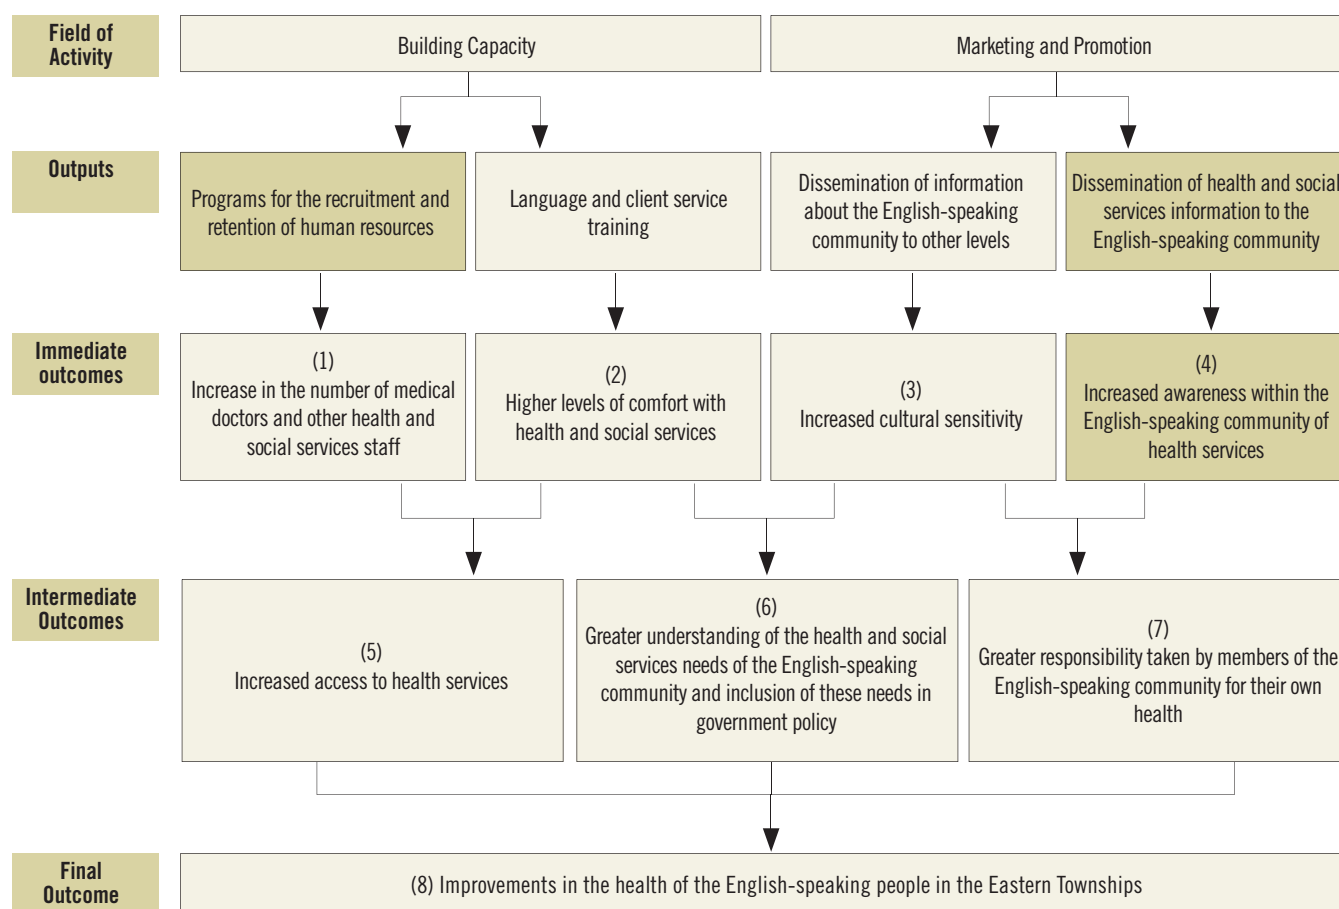 Field of
Activity
Building Capacity
Marketing and Promotion
Outputs
Programs for the recruitment and
retention of human resources
Language and client service
training
Dissemination of information
about the English-speaking
community to other levels
Dissemination of health and social
services information to the
English-speaking community
Immediate
outcomes
(1)
Increase in the number of medical
doctors and other health and
social services staff
(2)
Higher levels of comfort with
health and social services
(3)
Increased cultural sensitivity
(4)
Increased awareness within the
English-speaking community of
health services
Intermediate
Outcomes
(5)
Increased access to health services
(6)
Greater understanding of the health and social
services needs of the English-speaking
community and inclusion of these needs in
government policy
(7)
Greater responsibility taken by members of the
English-speaking community for their own
health
Final
Outcome
(8) Improvements in the health of the English-speaking people in the Eastern Townships